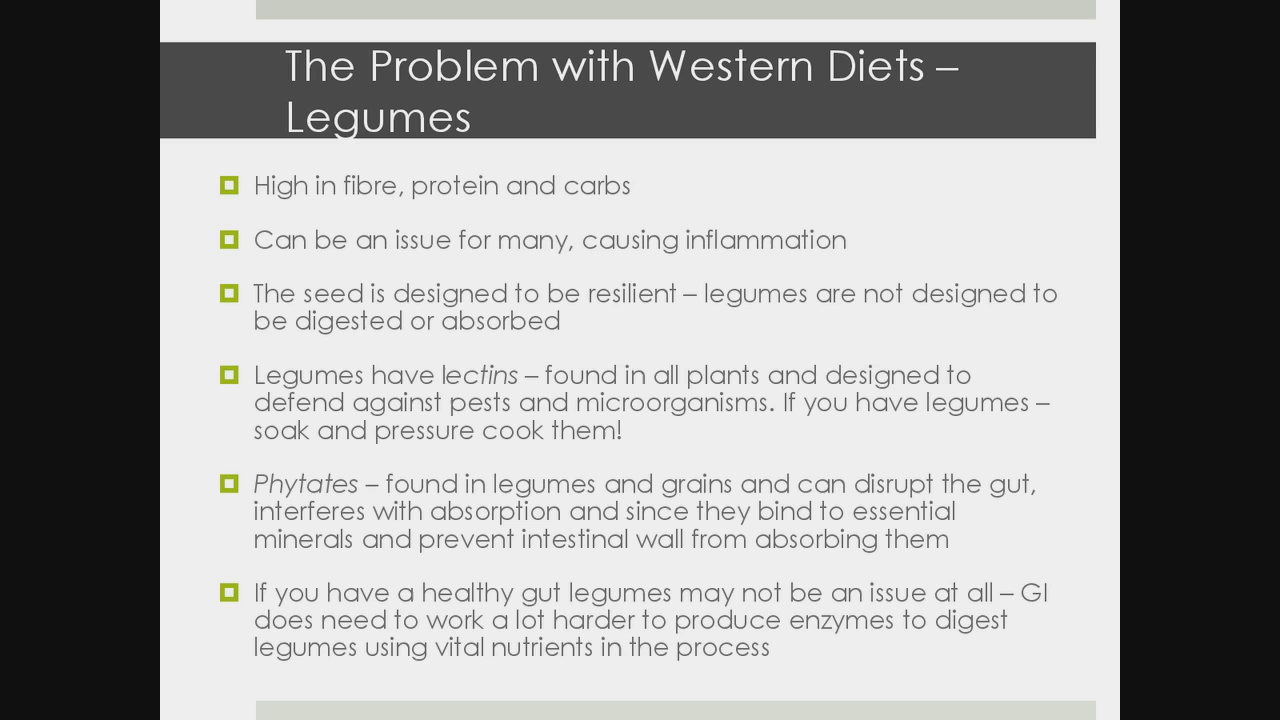 The Problem with Western Diets –
Legumes
High in fibre, protein and carbs
Can be an issue for many, causing inflammation
The seed is designed to be resilient – legumes are not designed to
be digested or absorbed
Legumes have lectins – found in all plants and designed to
defend against pests and microorganisms. If you have legumes –
soak and pressure cook them!
Phytates – found in legumes and grains and can disrupt the gut,
interferes with absorption and since they bind to essential
minerals and prevent intestinal wall from absorbing them
If you have a healthy gut legumes may not be an issue at all – GI
does need to work a lot harder to produce enzymes to digest
legumes using vital nutrients in the process